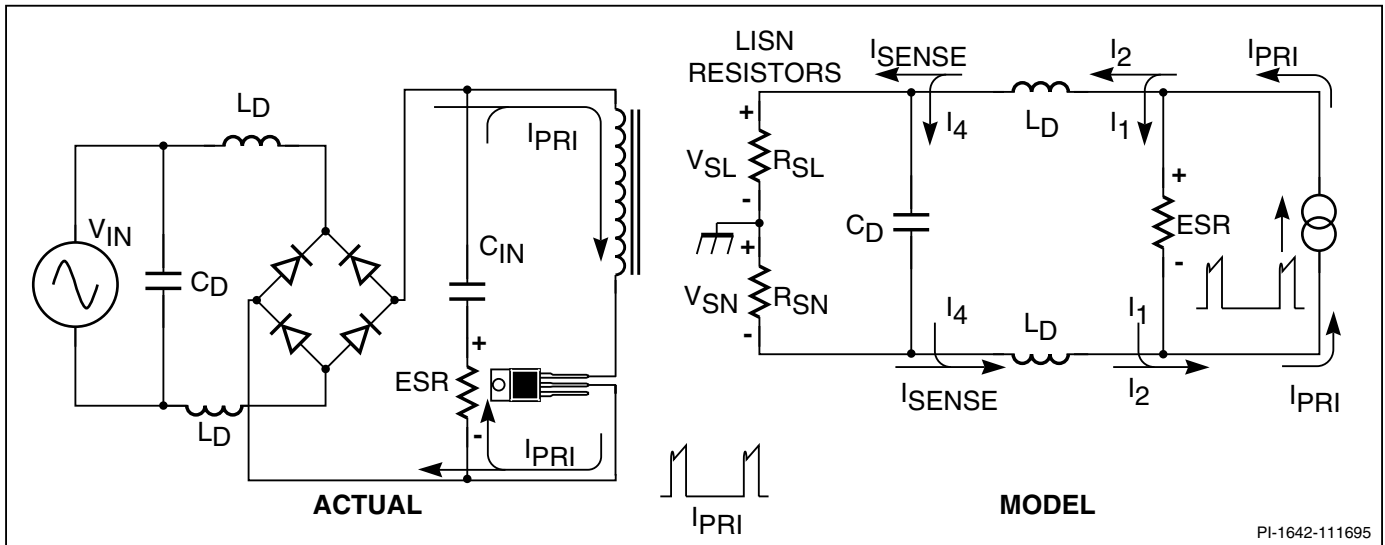 LD
VIN
CD
LD
IPRI
CIN
+
ESR
-
IPRI
ACTUAL
IPRI
LISN
RESISTORS
ISENSE
I2
IPRI
I4
LD
I1
+
VSL
RSL
-
+
VSN
RSN
-
CD
+
ESR
-
I4
LD
I1
ISENSE
I2
IPRI
MODEL
PI-1642-111695